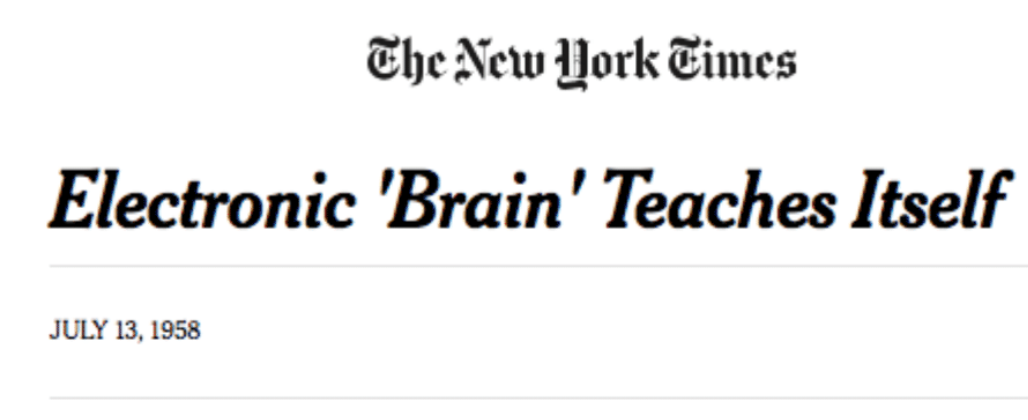 The New York Times
Electronic 'Brain' Teaches Itself
JULY 13, 1958